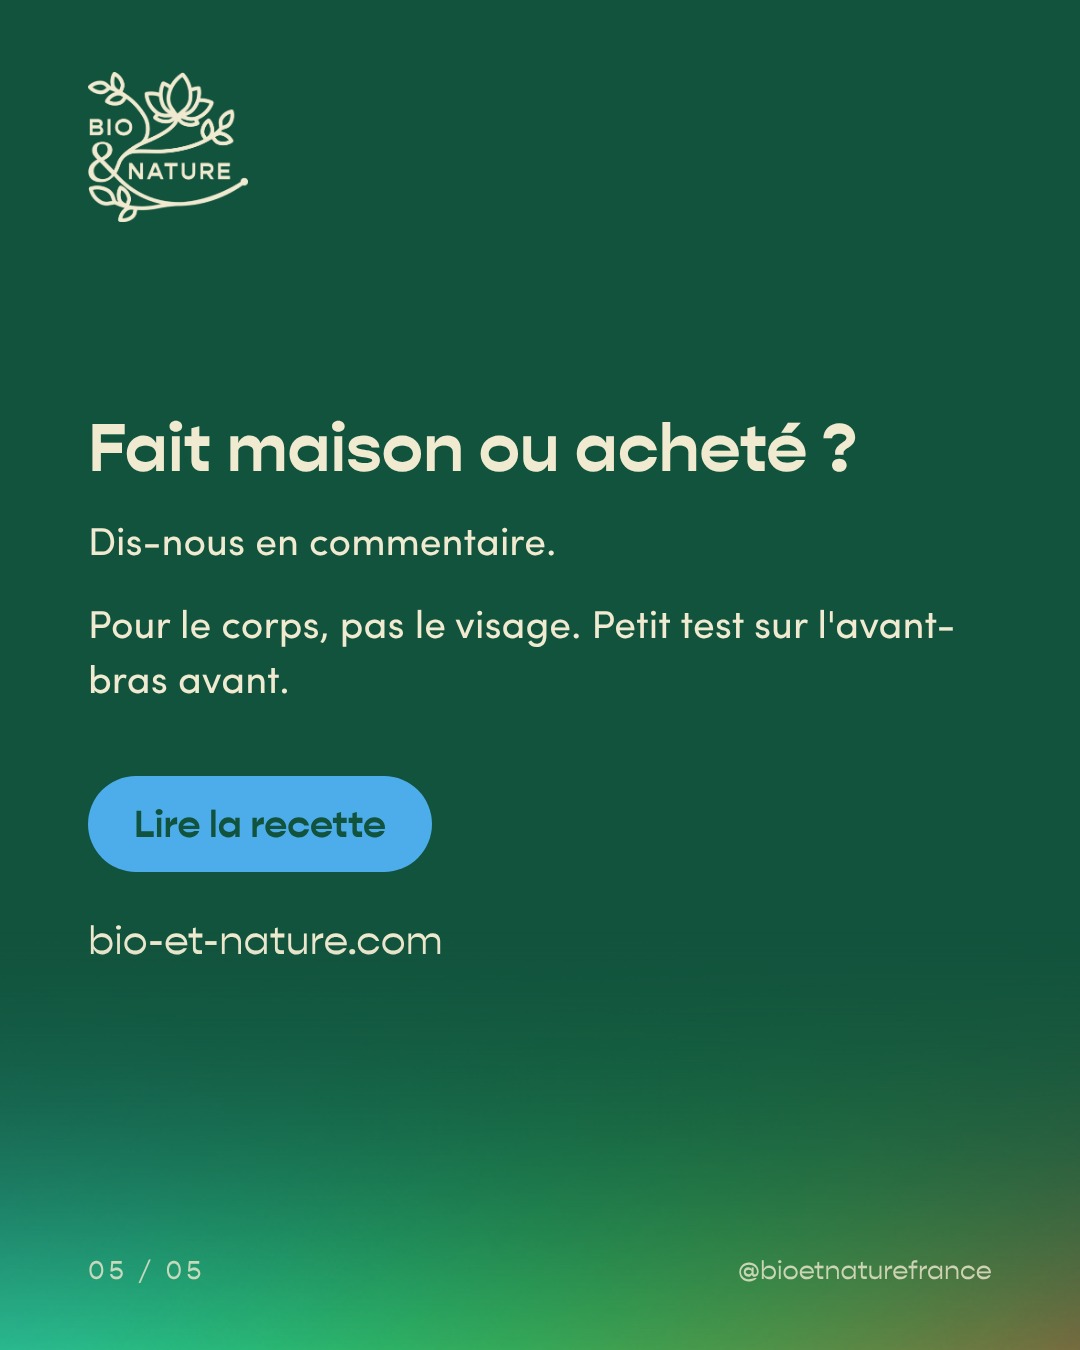 BIO
& NATURE
Fait maison ou acheté ?
Dis-nous en commentaire.
Pour le corps, pas le visage. Petit test sur l'avant-
bras avant.
Lire la recette
bio-et-nature.com
05 / 05
@bioetnaturefrance